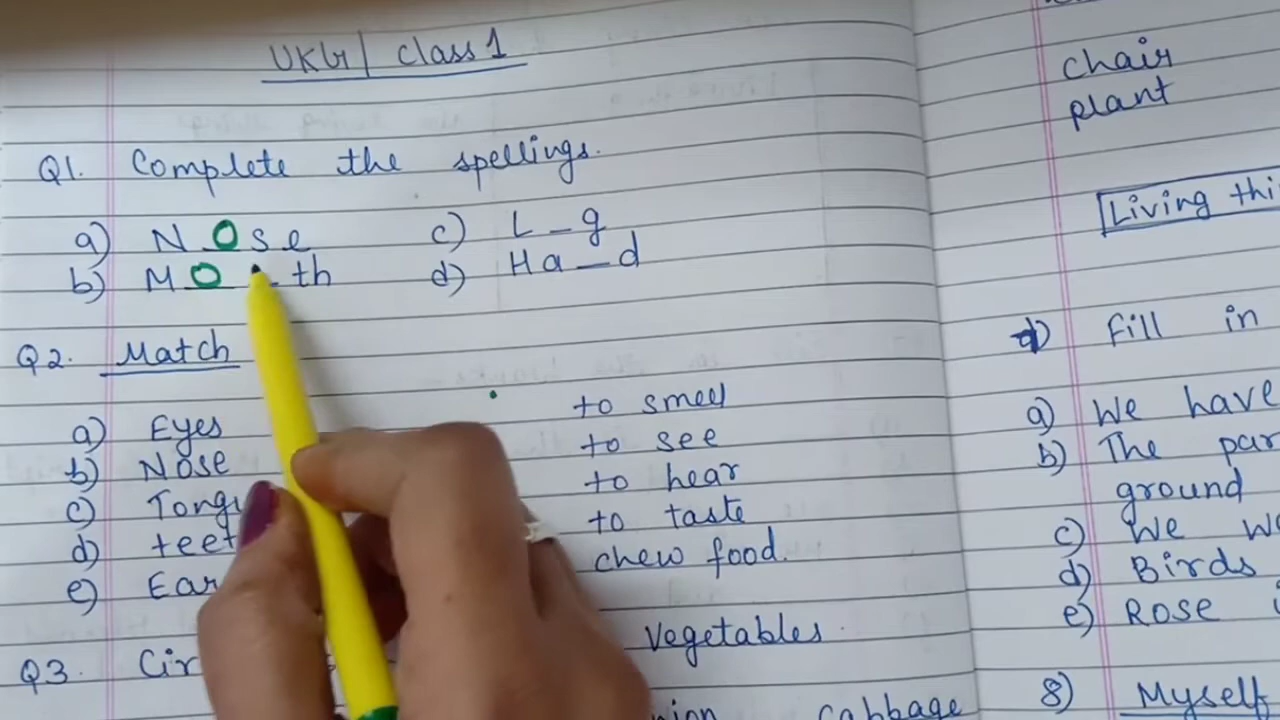 UKG/ Class 1
Q1. Complete the spellings.
a) N O s e
b) M O _ th
c) L _ g
d) Ha _ d
Q2. Match
a) Eyes to smell
b) Nose to see
c) to hear
d) to taste
e) chew food.
Q3. Vegetables
cabbage
chair
plant
Living
d) Fill in
a) We have
b) The
ground
c) We
d) Birds
e) Rose
8) Myself